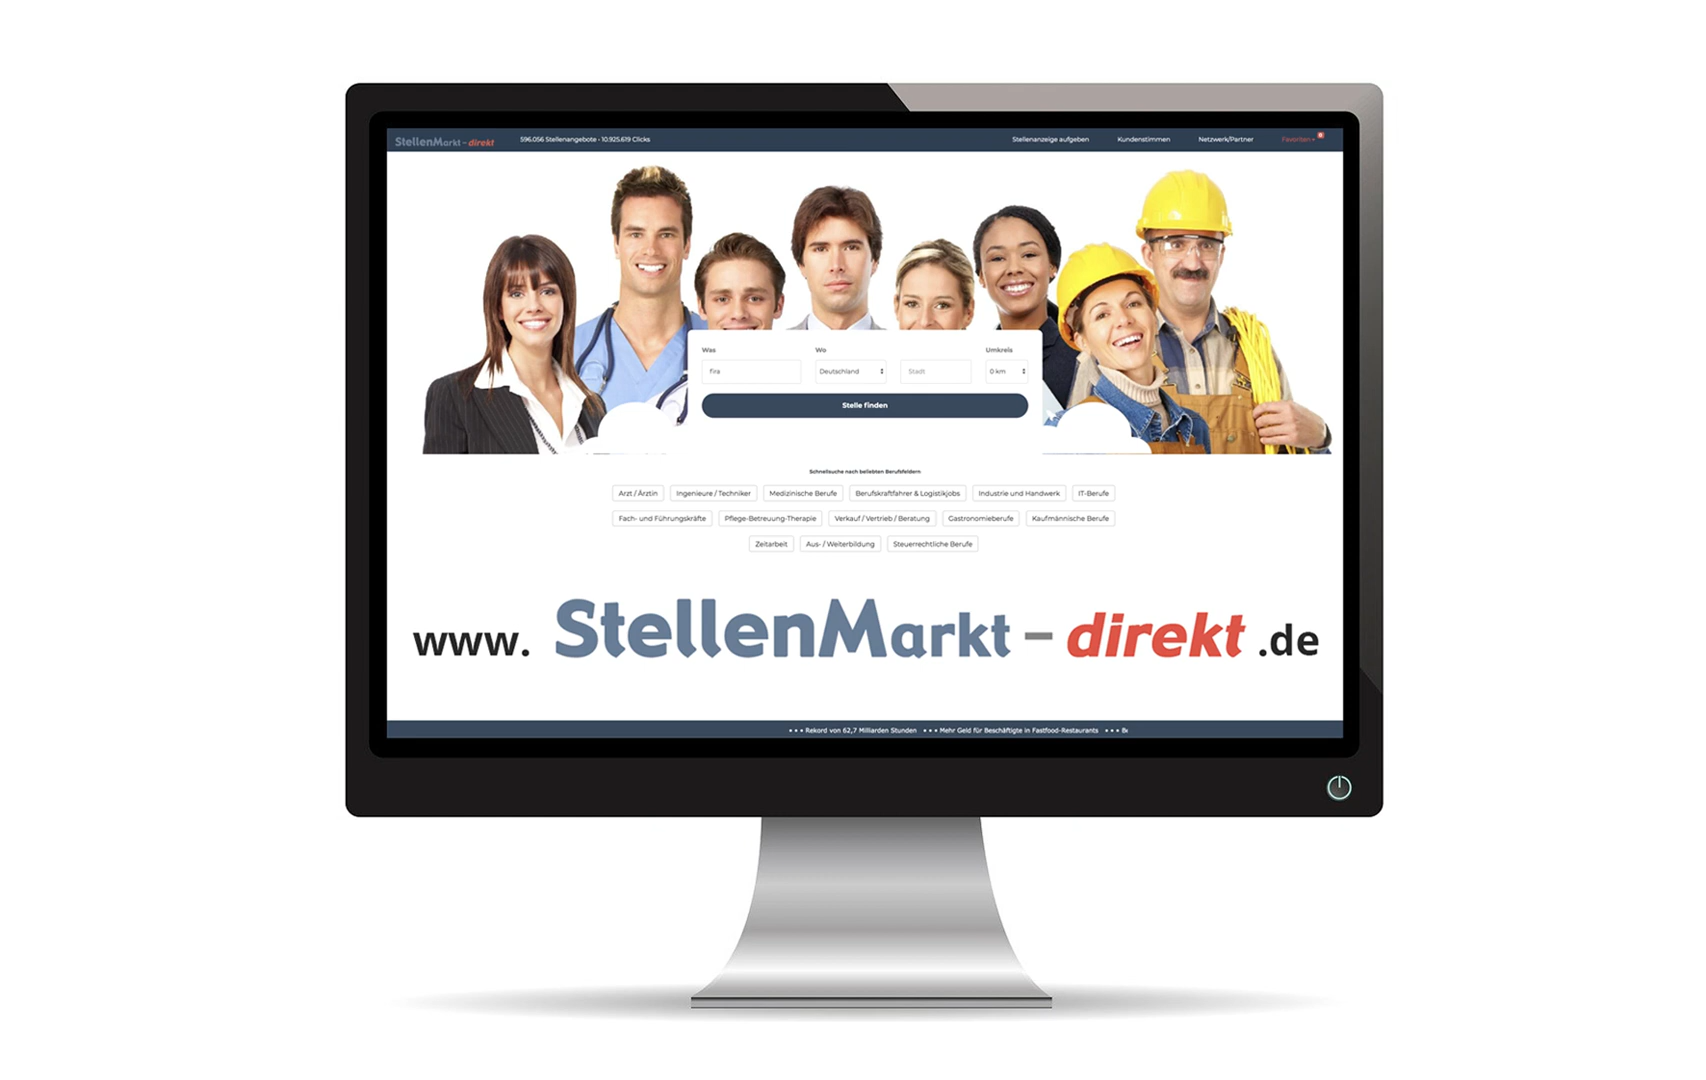 StellenMarkt - direkt 596.056 Stellenangebote • 10.925.619 Clicks Stellenanzeige aufgeben Kundenstimmen Netzwerk/Partner Favoriten
Was Wo Umkreis
fira Deutschland Stadt 0 km
Stelle finden
Schnellsuche nach beliebten Berufsfeldern
Arzt / Ärztin Ingenieure / Techniker Medizinische Berufe Berufskraftfahrer & Logistikjobs Industrie und Handwerk IT-Berufe
Fach- und Führungskräfte Pflege-Betreuung-Therapie Verkauf / Vertrieb / Beratung Gastronomieberufe Kaufmännische Berufe
Zeitarbeit Aus- / Weiterbildung Steuerrechtliche Berufe
www. StellenMarkt - direkt .de
• • • Rekord von 62,7 Milliarden Stunden • • • Mehr Geld für Beschäftigte in Fastfood-Restaurants • • •